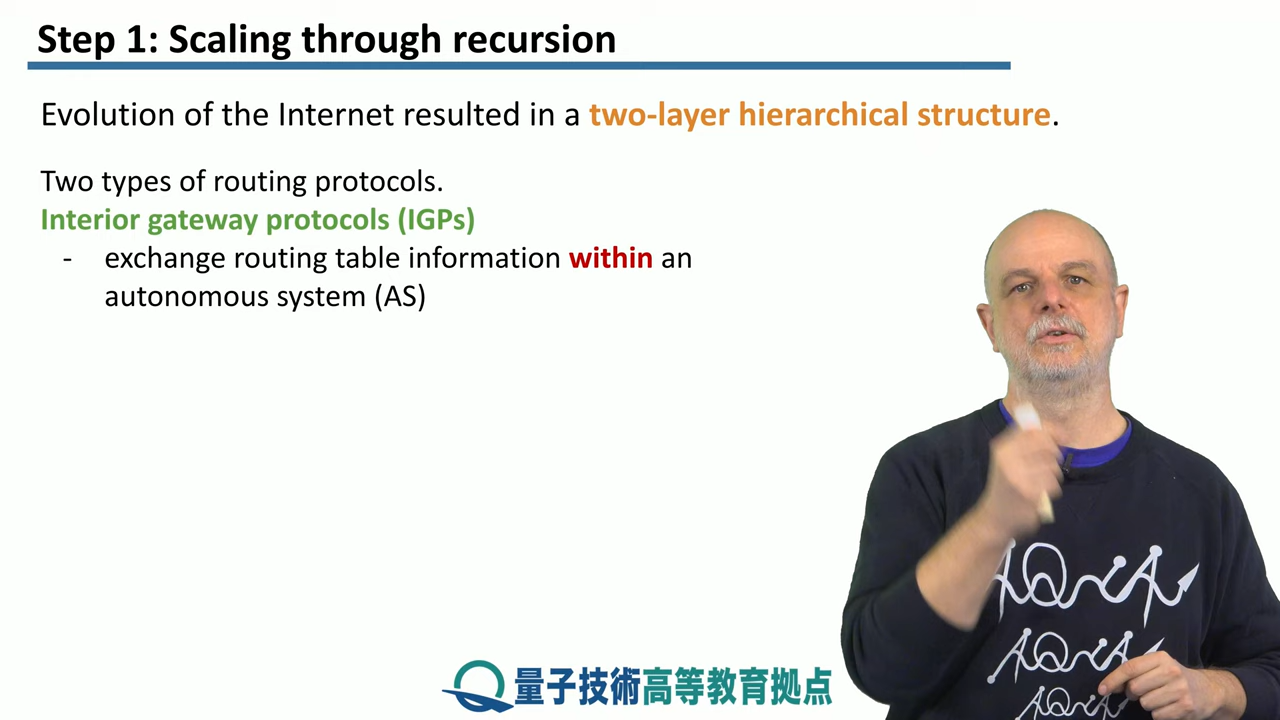 Step 1: Scaling through recursion
Evolution of the Internet resulted in a two-layer hierarchical structure.
Two types of routing protocols.
Interior gateway protocols (IGPs)
- exchange routing table information within an
autonomous system (AS)
量子技術高等教育拠点